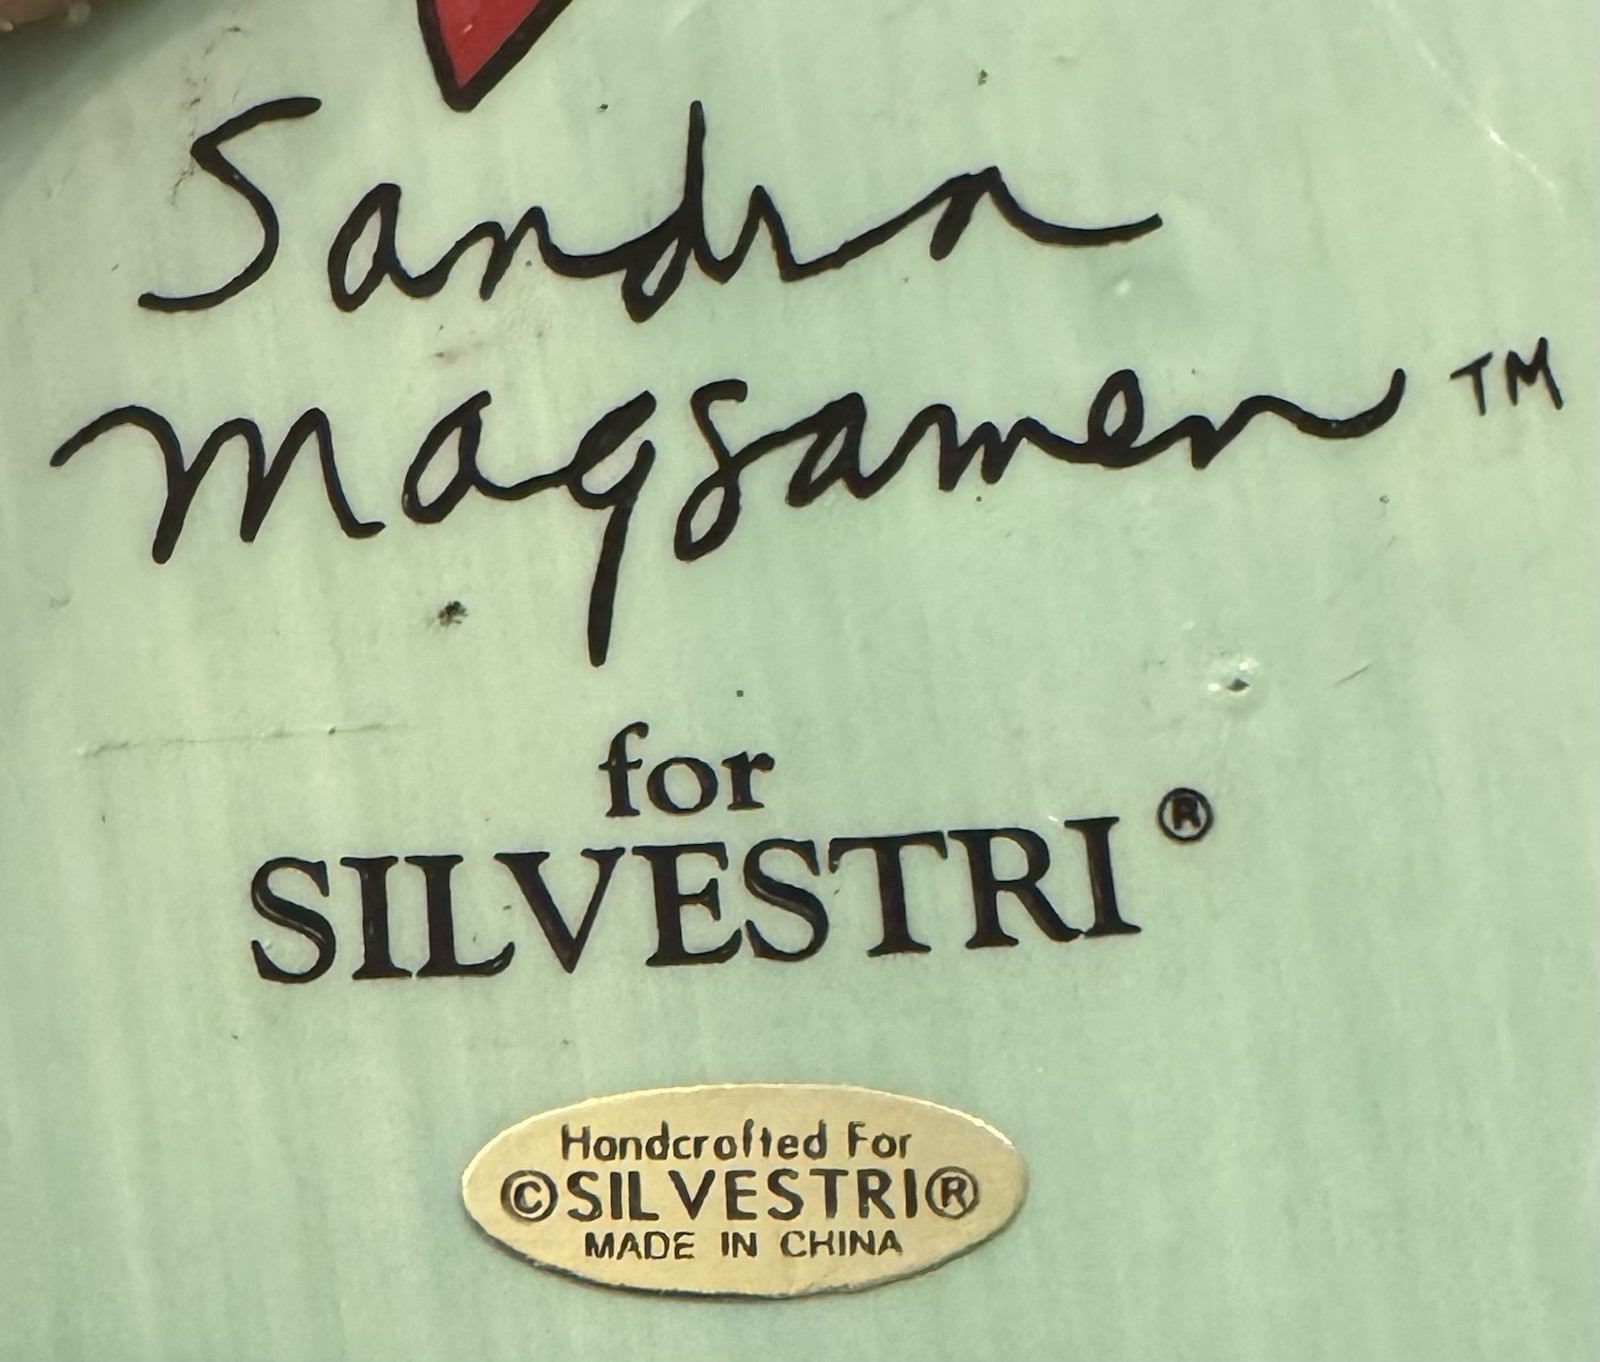 Sandra
Magsamen™
for
SILVESTRI®
Handcrafted For
©SILVESTRI®
MADE IN CHINA